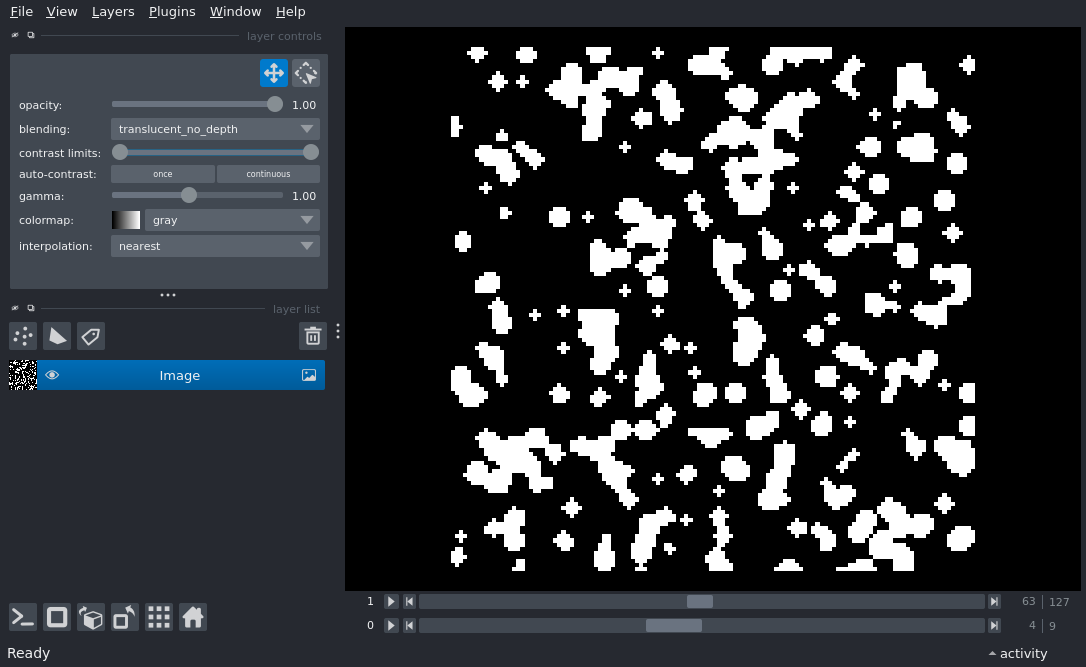 File View Layers Plugins Window Help
layer controls
opacity: 1.00
blending: translucent_no_depth
contrast limits:
auto-contrast: once continuous
gamma: 1.00
colormap: gray
interpolation: nearest
layer list
Image
1 63 127
0 4 9
Ready activity